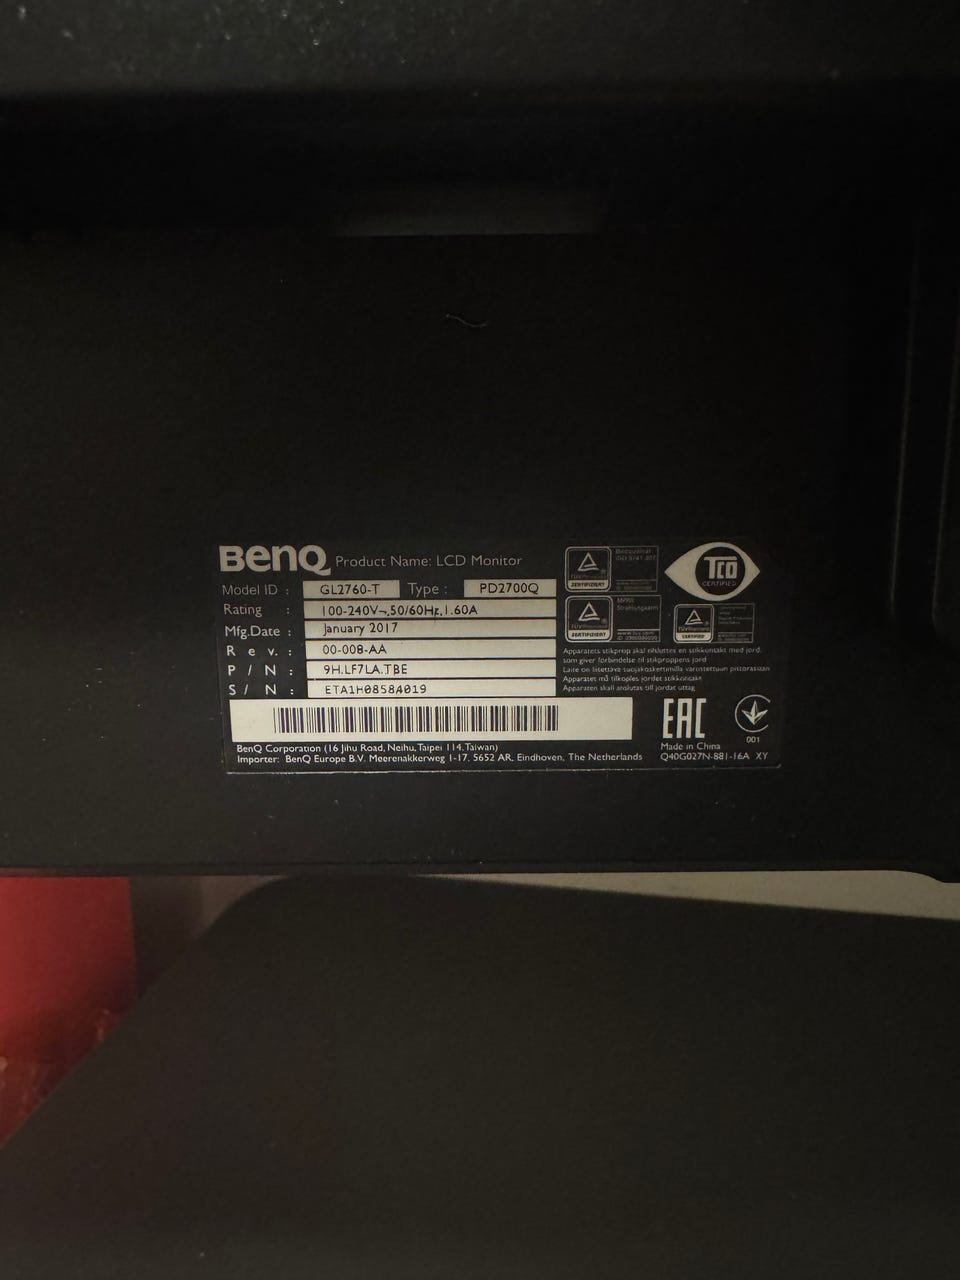 BenQ Product Name: LCD Monitor
Model ID : GL2760-T Type : PD2700Q
Rating : 100-240V~,50/60Hz,1.60A
Mfg.Date : January 2017
Rev. : 00-008-AA
P/N : 9H.LF7LA.TBE
S/N : ETA1H08584019
BenQ Corporation (16 Jihu Road, Neihu, Taipei 114, Taiwan)
Importer: BenQ Europe B.V. Meerenakkerweg 1-17, 5652 AR, Eindhoven, The Netherlands
ZERTIFIZIERT
TCO
CERTIFIED
ZERTIFIZIERT
CERTIFIED
Apparatets stikprop skal tilsluttes en stikkontakt med jord,
som giver forbindelse til stikproppens jord
Laite on liitettävä suojakoskettimilla varustettuun pistorasiaan
Apparatet må tilkoples jordet stikkontakt
Apparaten skall anslutas till jordat uttag
EAC
001
Made in China
Q40G027N-881-16A XY